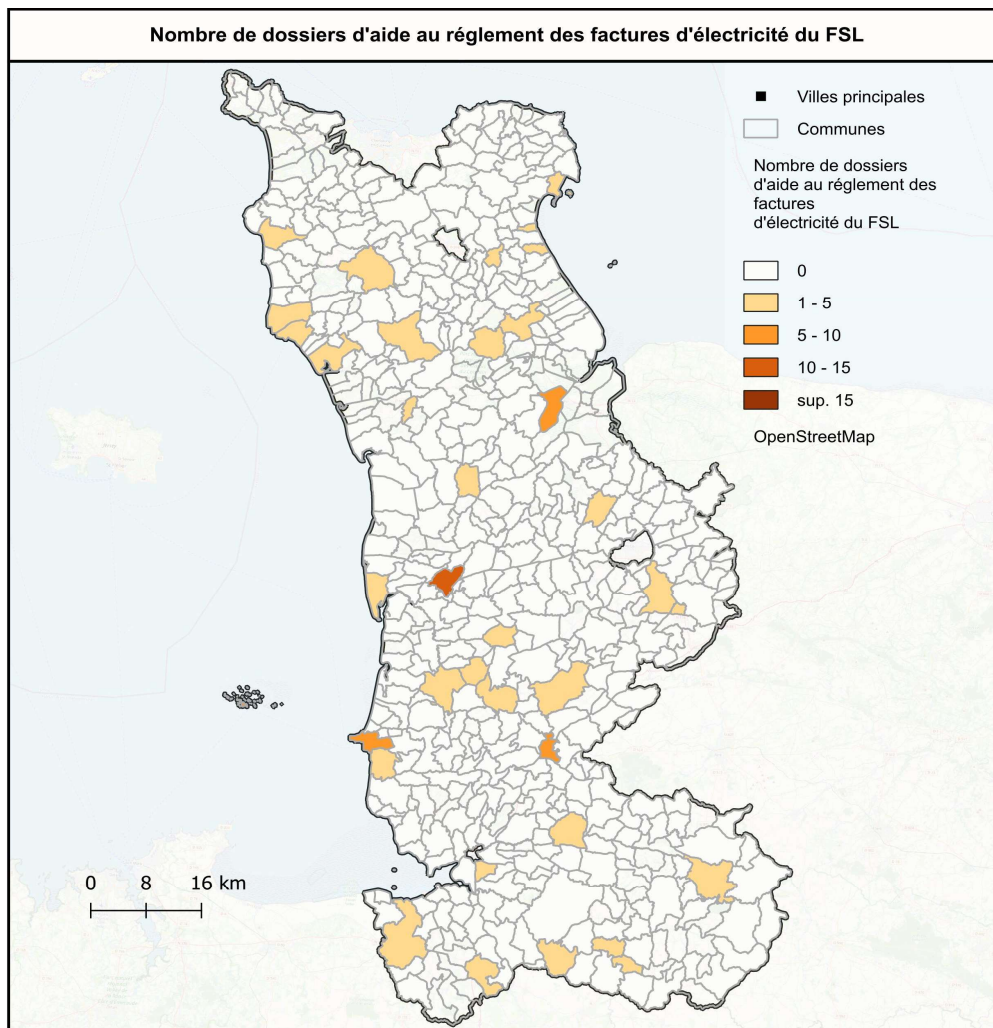 Nombre de dossiers d'aide au réglement des factures d'électricité du FSL
Villes principales
Communes
Nombre de dossiers
d'aide au réglement des
factures
d'électricité du FSL
0
1 - 5
5 - 10
10 - 15
sup. 15
OpenStreetMap
0 8 16 km